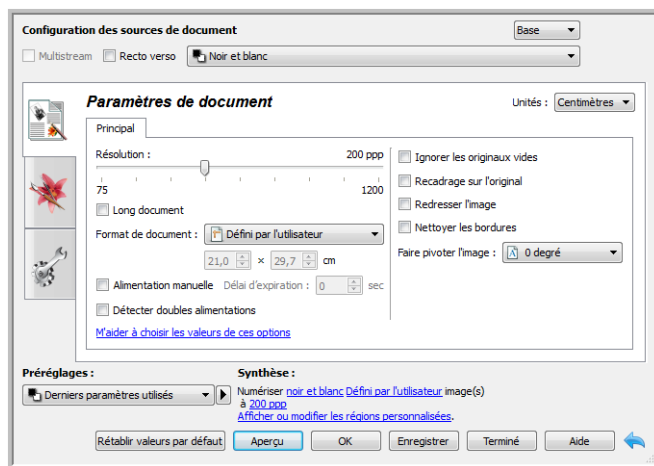 Configuration des sources de document
Base
Multistream
Recto verso
Noir et blanc
Paramètres de document
Unités :
Centimètres
Principal
Résolution :
200 ppp
75
1200
Long document
Format de document :
Défini par l'utilisateur
21,0 × 29,7 cm
Alimentation manuelle
Délai d'expiration :
0
sec
Détecter doubles alimentations
M'aider à choisir les valeurs de ces options
Ignorer les originaux vides
Recadrage sur l'original
Redresser l'image
Nettoyer les bordures
Faire pivoter l'image :
0 degré
Préréglages :
Derniers paramètres utilisés
Synthèse :
Numériser noir et blanc Défini par l'utilisateur image(s)
à 200 ppp
Afficher ou modifier les régions personnalisées.
Rétablir valeurs par défaut
Aperçu
OK
Enregistrer
Terminé
Aide